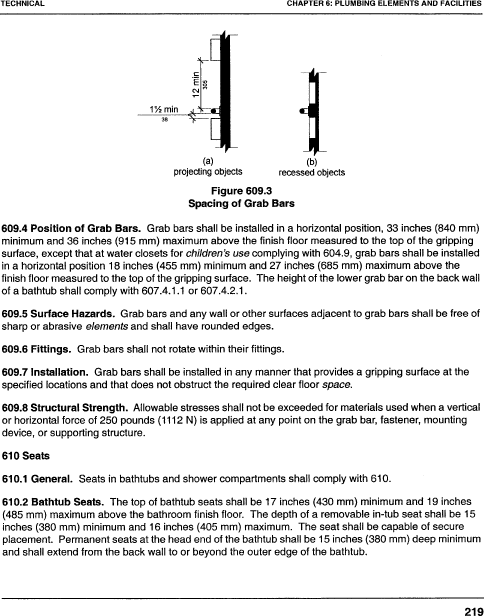 TECHNICAL CHAPTER 6: PLUMBING ELEMENTS AND FACILITIES
12 min
305
1½ min
38
(a)
projecting objects
(b)
recessed objects
Figure 609.3
Spacing of Grab Bars
609.4 Position of Grab Bars. Grab bars shall be installed in a horizontal position, 33 inches (840 mm)
minimum and 36 inches (915 mm) maximum above the finish floor measured to the top of the gripping
surface, except that at water closets for children's use complying with 604.9, grab bars shall be installed
in a horizontal position 18 inches (455 mm) minimum and 27 inches (685 mm) maximum above the
finish floor measured to the top of the gripping surface. The height of the lower grab bar on the back wall
of a bathtub shall comply with 607.4.1.1 or 607.4.2.1.
609.5 Surface Hazards. Grab bars and any wall or other surfaces adjacent to grab bars shall be free of
sharp or abrasive elements and shall have rounded edges.
609.6 Fittings. Grab bars shall not rotate within their fittings.
609.7 Installation. Grab bars shall be installed in any manner that provides a gripping surface at the
specified locations and that does not obstruct the required clear floor space.
609.8 Structural Strength. Allowable stresses shall not be exceeded for materials used when a vertical
or horizontal force of 250 pounds (1112 N) is applied at any point on the grab bar, fastener, mounting
device, or supporting structure.
610 Seats
610.1 General. Seats in bathtubs and shower compartments shall comply with 610.
610.2 Bathtub Seats. The top of bathtub seats shall be 17 inches (430 mm) minimum and 19 inches
(485 mm) maximum above the bathroom finish floor. The depth of a removable in-tub seat shall be 15
inches (380 mm) minimum and 16 inches (405 mm) maximum. The seat shall be capable of secure
placement. Permanent seats at the head end of the bathtub shall be 15 inches (380 mm) deep minimum
and shall extend from the back wall to or beyond the outer edge of the bathtub.
219